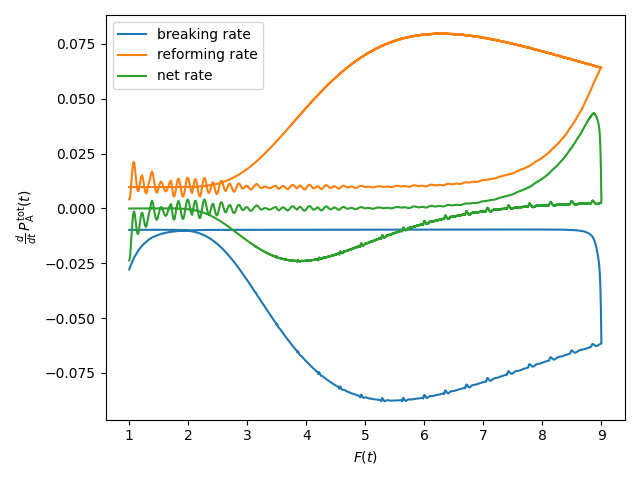 breaking rate
reforming rate
net rate
0.075
0.050
0.025
0.000
−0.025
−0.050
−0.075
d/dt P_A^tot(t)
1 2 3 4 5 6 7 8 9
F(t)